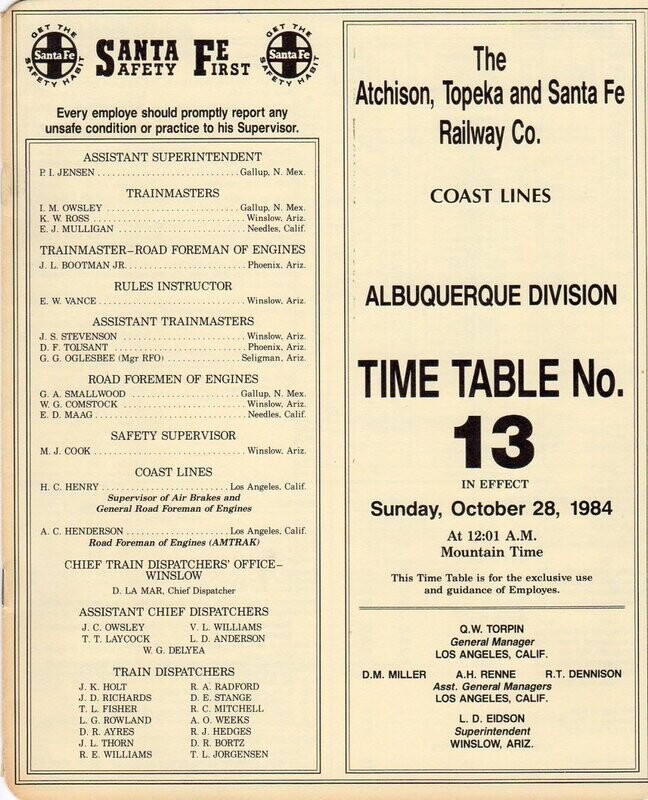 GET THE
Santa Fe
SAFETY HABIT
SANTA FE
SAFETY FIRST
GET THE
Santa Fe
SAFETY HABIT
Every employe should promptly report any
unsafe condition or practice to his Supervisor.
ASSISTANT SUPERINTENDENT
P. I. JENSEN Gallup, N. Mex.
TRAINMASTERS
I. M. OWSLEY Gallup, N. Mex.
K. W. ROSS Winslow, Ariz.
E. J. MULLIGAN Needles, Calif.
TRAINMASTER–ROAD FOREMAN OF ENGINES
J. L. BOOTMAN JR. Phoenix, Ariz.
RULES INSTRUCTOR
E. W. VANCE Winslow, Ariz.
ASSISTANT TRAINMASTERS
J. S. STEVENSON Winslow, Ariz.
D. F. TOUSANT Phoenix, Ariz.
G. G. OGLESBEE (Mgr RFO) Seligman, Ariz.
ROAD FOREMEN OF ENGINES
G. A. SMALLWOOD Gallup, N. Mex.
W. G. COMSTOCK Winslow, Ariz.
E. D. MAAG Needles, Calif.
SAFETY SUPERVISOR
M. J. COOK Winslow, Ariz.
COAST LINES
H. C. HENRY Los Angeles, Calif.
Supervisor of Air Brakes and
General Road Foreman of Engines
A. C. HENDERSON Los Angeles, Calif.
Road Foreman of Engines (AMTRAK)
CHIEF TRAIN DISPATCHERS' OFFICE–
WINSLOW
D. LA MAR, Chief Dispatcher
ASSISTANT CHIEF DISPATCHERS
J. C. OWSLEY V. L. WILLIAMS
T. T. LAYCOCK L. D. ANDERSON
W. G. DELYEA
TRAIN DISPATCHERS
J. K. HOLT R. A. RADFORD
J. D. RICHARDS D. E. STANGE
T. L. FISHER R. C. MITCHELL
L. G. ROWLAND A. O. WEEKS
D. R. AYRES R. J. HEDGES
J. L. THORN D. R. BORTZ
R. E. WILLIAMS T. L. JORGENSEN
The
Atchison, Topeka and Santa Fe
Railway Co.
COAST LINES
ALBUQUERQUE DIVISION
TIME TABLE No.
13
IN EFFECT
Sunday, October 28, 1984
At 12:01 A.M.
Mountain Time
This Time Table is for the exclusive use
and guidance of Employes.
Q.W. TORPIN
General Manager
LOS ANGELES, CALIF.
D.M. MILLER A.H. RENNE R.T. DENNISON
Asst. General Managers
LOS ANGELES, CALIF.
L. D. EIDSON
Superintendent
WINSLOW, ARIZ.